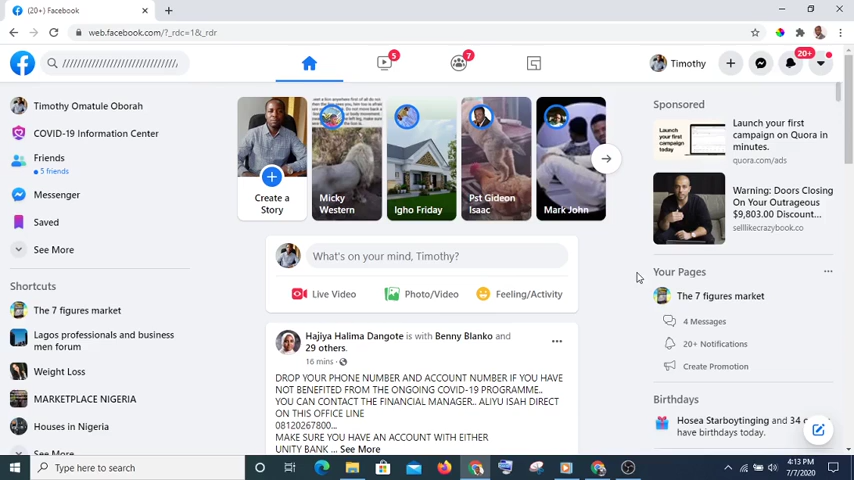 (20+) Facebook
web.facebook.com/?_rdc=1&_rdr
//////////////////////////////////
5
7
Timothy
20+
Timothy Omatule Oborah
COVID-19 Information Center
Friends
5 friends
Messenger
Saved
See More
Shortcuts
The 7 figures market
Lagos professionals and business
men forum
Weight Loss
MARKETPLACE NIGERIA
Houses in Nigeria
See More
Create a
Story
Micky
Western
Igho Friday
Pst Gideon
Isaac
Mark John
What's on your mind, Timothy?
Live Video
Photo/Video
Feeling/Activity
Hajiya Halima Dangote is with Benny Blanko and
29 others.
16 mins ·
DROP YOUR PHONE NUMBER AND ACCOUNT NUMBER IF YOU HAVE
NOT BENEFITED FROM THE ONGOING COVID-19 PROGRAMME..
YOU CAN CONTACT THE FINANCIAL MANAGER.. ALIYU ISAH DIRECT
ON THIS OFFICE LINE
08120267800...
MAKE SURE YOU HAVE AN ACCOUNT WITH EITHER
UNITY BANK ... See More
Sponsored
Launch your first
campaign on Quora in
minutes.
quora.com/ads
Warning: Doors Closing
On Your Outrageous
$9,803.00 Discount...
selllikecrazybook.co
Your Pages
The 7 figures market
4 Messages
20+ Notifications
Create Promotion
Birthdays
Hosea Starboytinging and 34 o
have birthdays today.
Type here to search
4:13 PM
7/7/2020